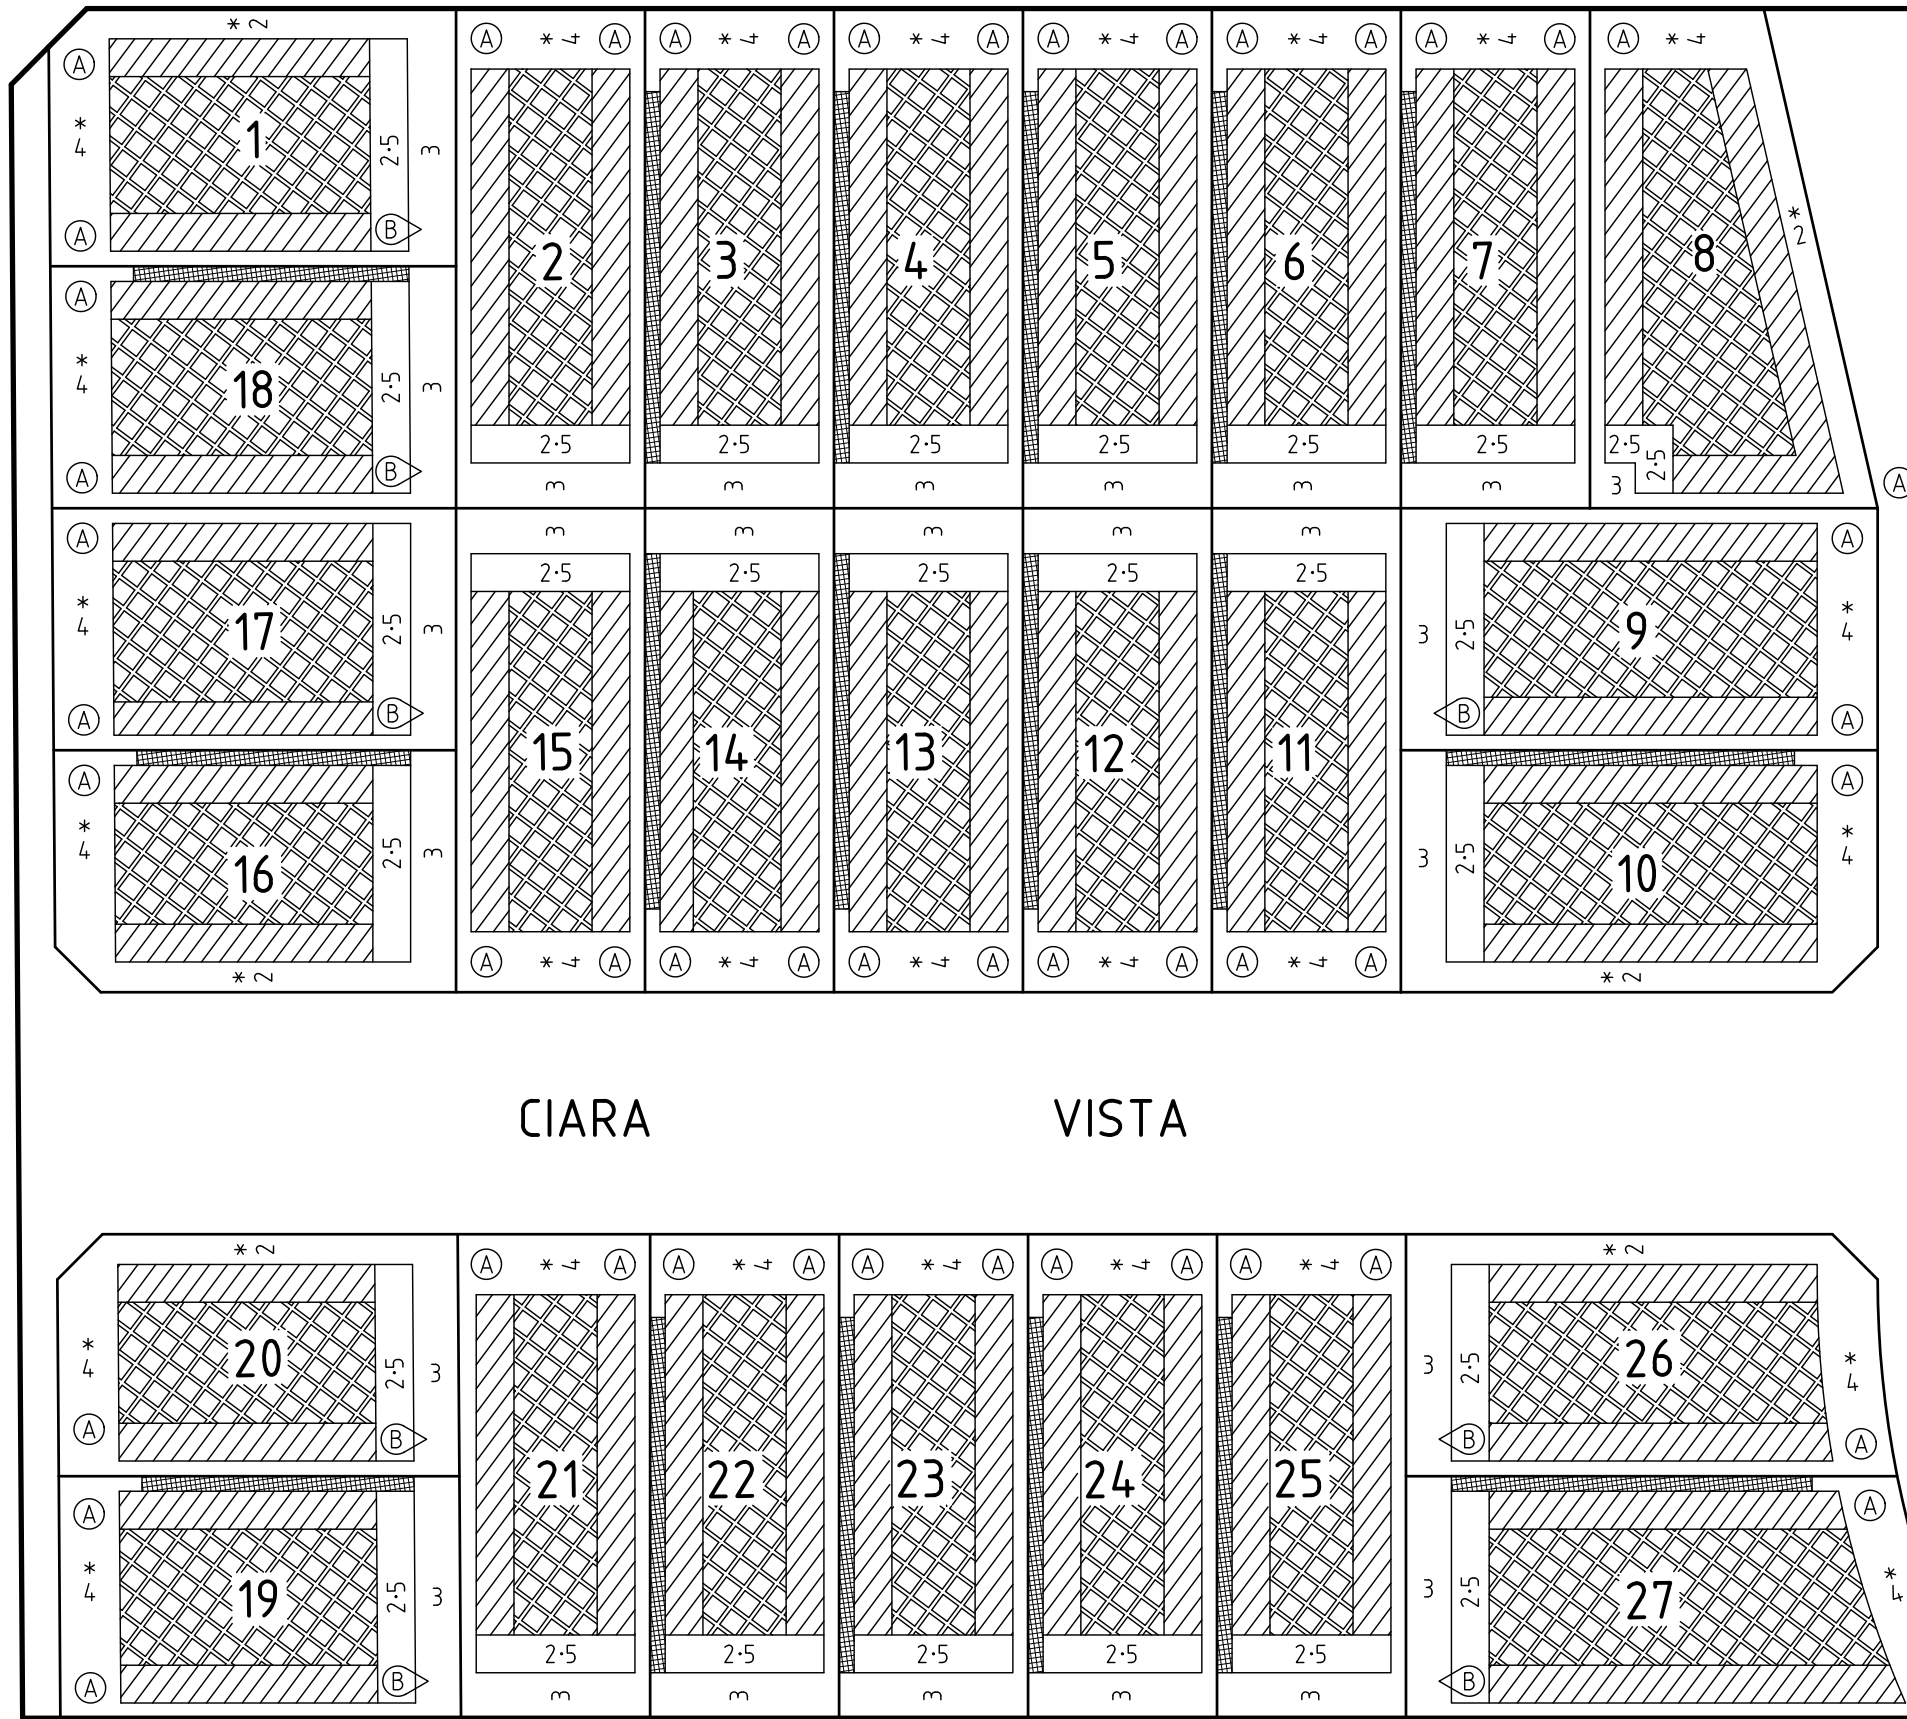 * 2
A A * 4 A A * 4 A A * 4 A A * 4 A A * 4 A A * 4 A A * 4
* 4
1
2·5
3
A
B
* 2
2 3 4 5 6 7 8
A
* 4
18
2·5
3
A
B
2·5 2·5 2·5 2·5 2·5 2·5 2·5 2·5
3 3 3 3 3 3 3
A
A
3 3 3 3 3
A
2·5 2·5 2·5 2·5 2·5
* 4
17
2·5
3
A
B
3
2·5
9
* 4
B
A
15 14 13 12 11
A
* 4
16
2·5
3
* 2
3
2·5
10
A
* 4
* 2
A * 4 A A * 4 A A * 4 A A * 4 A A * 4 A
CIARA VISTA
* 2
A * 4 A A * 4 A A * 4 A A * 4 A A * 4 A
* 2
* 4
20
2·5
3
A
B
3
2·5
26
* 4
B
A
21 22 23 24 25
A
* 4
19
2·5
3
A
B
3
2·5
27
A
* 4
B
2·5 2·5 2·5 2·5 2·5
3 3 3 3 3